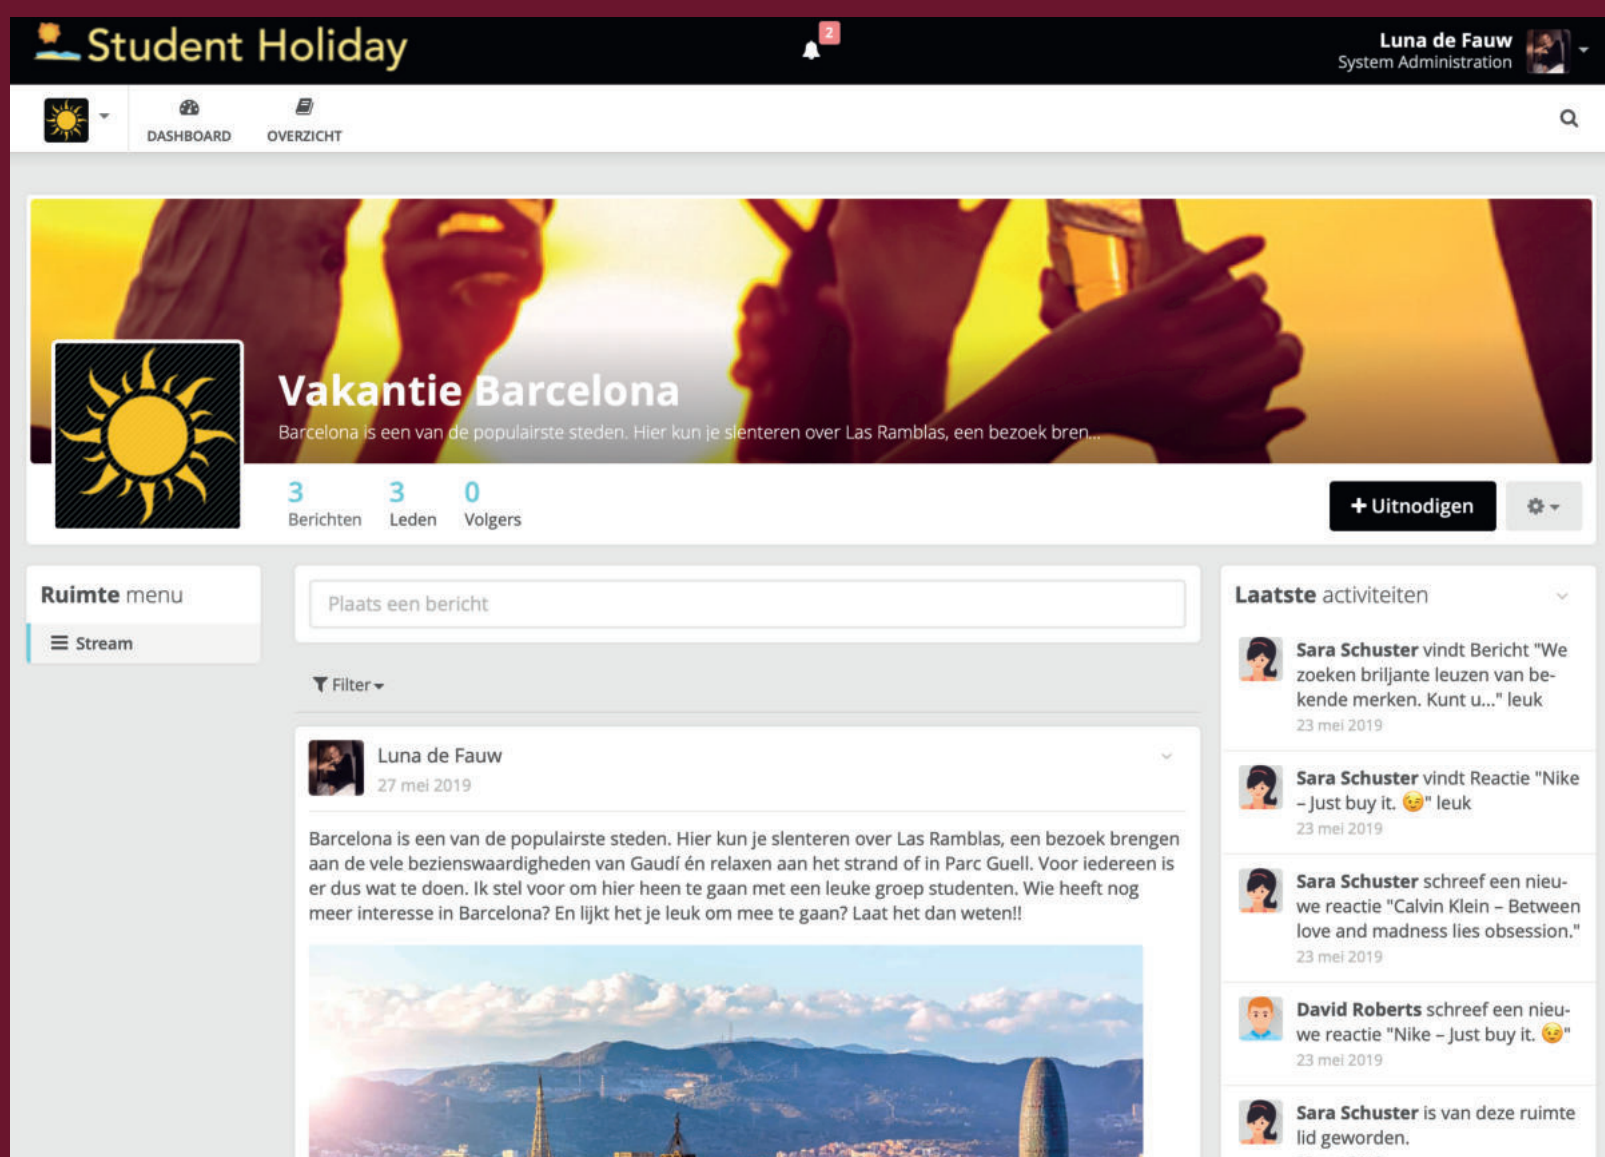 Student Holiday
2
Luna de Fauw
System Administration
DASHBOARD
OVERZICHT
Vakantie Barcelona
Barcelona is een van de populairste steden. Hier kun je slenteren over Las Ramblas, een bezoek bren...
3
Berichten
3
Leden
0
Volgers
+ Uitnodigen
Ruimte menu
Stream
Plaats een bericht
Filter
Luna de Fauw
27 mei 2019
Barcelona is een van de populairste steden. Hier kun je slenteren over Las Ramblas, een bezoek brengen
aan de vele bezienswaardigheden van Gaudí én relaxen aan het strand of in Parc Guell. Voor iedereen is
er dus wat te doen. Ik stel voor om hier heen te gaan met een leuke groep studenten. Wie heeft nog
meer interesse in Barcelona? En lijkt het je leuk om mee te gaan? Laat het dan weten!!
Laatste activiteiten
Sara Schuster vindt Bericht "We
zoeken briljante leuzen van be-
kende merken. Kunt u..." leuk
23 mei 2019
Sara Schuster vindt Reactie "Nike
– Just buy it. 😉" leuk
23 mei 2019
Sara Schuster schreef een nieu-
we reactie "Calvin Klein – Between
love and madness lies obsession."
23 mei 2019
David Roberts schreef een nieu-
we reactie "Nike – Just buy it. 😉"
23 mei 2019
Sara Schuster is van deze ruimte
lid geworden.